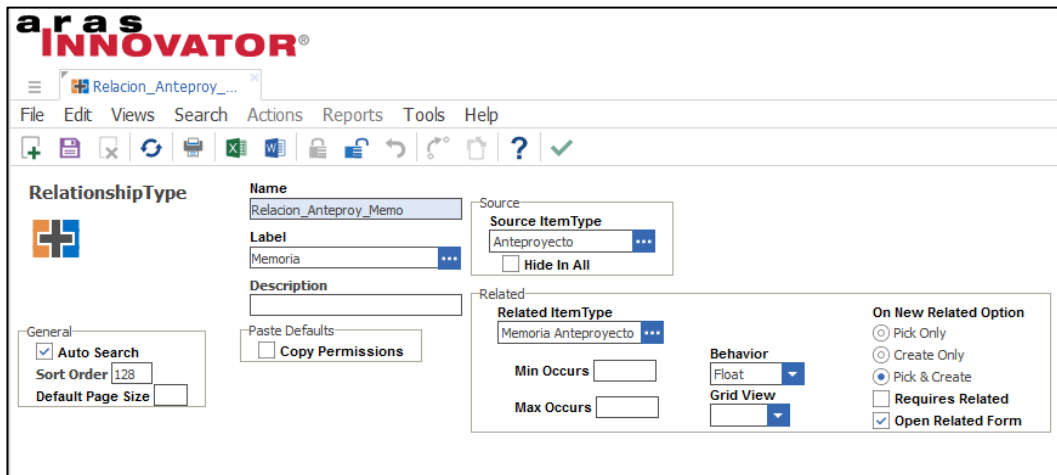 aras
INNOVATOR®
Relacion_Anteproy_...
File Edit Views Search Actions Reports Tools Help
RelationshipType
Name
Relacion_Anteproy_Memo
Label
Memoria
Description
Source
Source ItemType
Anteproyecto
Hide In All
General
Auto Search
Sort Order 128
Default Page Size
Paste Defaults
Copy Permissions
Related
Related ItemType
Memoria Anteproyecto
Min Occurs
Max Occurs
Behavior
Float
Grid View
On New Related Option
Pick Only
Create Only
Pick & Create
Requires Related
Open Related Form